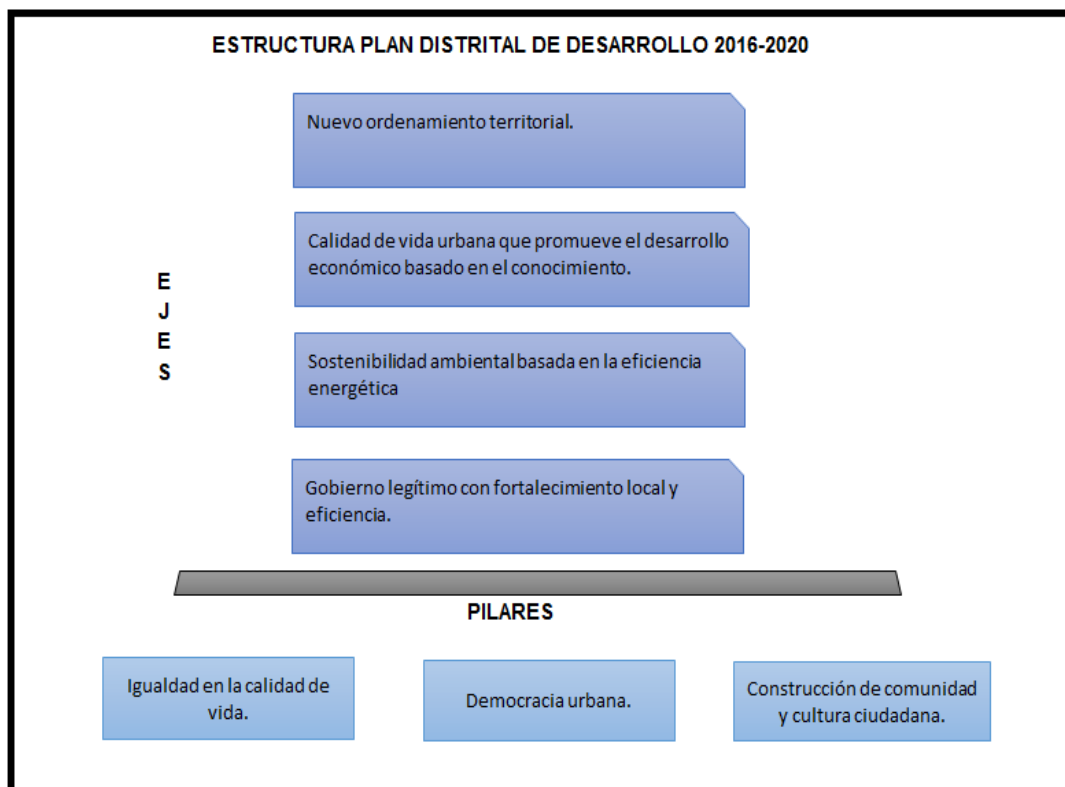 ESTRUCTURA PLAN DISTRITAL DE DESARROLLO 2016-2020
Nuevo ordenamiento territorial.
Calidad de vida urbana que promueve el desarrollo
económico basado en el conocimiento.
E
J
E
S
Sostenibilidad ambiental basada en la eficiencia
energética
Gobierno legítimo con fortalecimiento local y
eficiencia.
PILARES
Igualdad en la calidad de
vida.
Democracia urbana.
Construcción de comunidad
y cultura ciudadana.